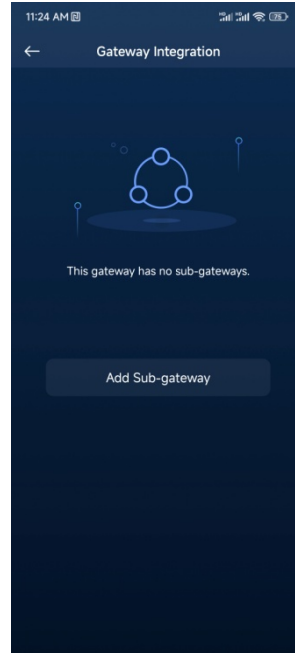 11:24 AM
Gateway Integration
This gateway has no sub-gateways.
Add Sub-gateway